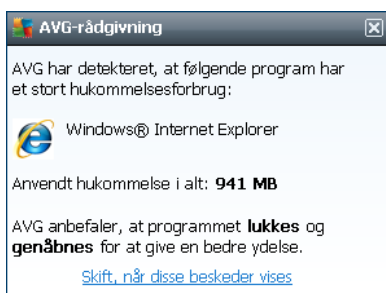 AVG-rådgivning
AVG har detekteret, at følgende program har
et stort hukommelsesforbrug:
Windows® Internet Explorer
Anvendt hukommelse i alt: 941 MB
AVG anbefaler, at programmet lukkes og
genåbnes for at give en bedre ydelse.
Skift, når disse beskeder vises